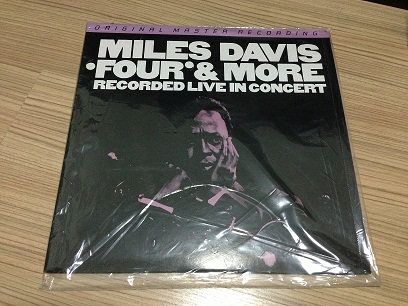 ORIGINAL MASTER RECORDING
MILES DAVIS
•FOUR•& MORE
RECORDED LIVE IN CONCERT